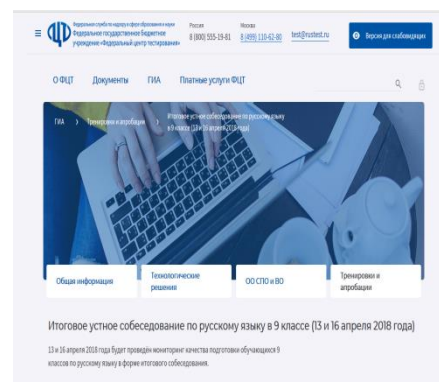 Федеральная служба по надзору в сфере образования и науки
Федеральное государственное бюджетное
учреждение «Федеральный центр тестирования»
Россия
8 (800) 555-19-81
Москва
8 (499) 110-62-80
test@rustest.ru
Версия для слабовидящих
О ФЦТ
Документы
ГИА
Платные услуги ФЦТ
ГИА > Тренировки и апробации > Итоговое устное собеседование по русскому языку
в 9 классе (13 и 16 апреля 2018 года)
Общая информация
Технологические
решения
ОО СПО и ВО
Тренировки и
апробации
Итоговое устное собеседование по русскому языку в 9 классе (13 и 16 апреля 2018 года)
13 и 16 апреля 2018 года будет проведён мониторинг качества подготовки обучающихся 9
классов по русскому языку в форме итогового собеседования.